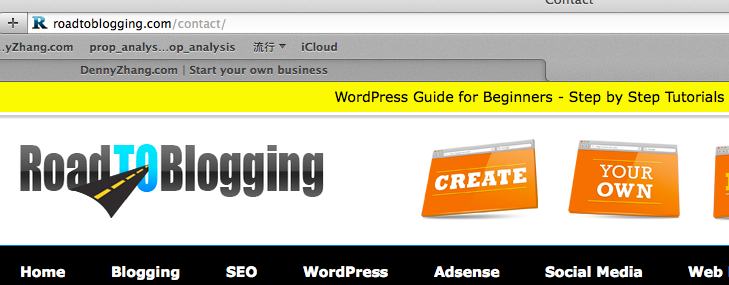 Contact
roadtoblogging.com/contact/
...yZhang.com prop_analys...op_analysis 流行 iCloud
DennyZhang.com | Start your own business
WordPress Guide for Beginners - Step by Step Tutorials
RoadTOBlogging
CREATE
YOUR
OWN
Home Blogging SEO WordPress Adsense Social Media Web